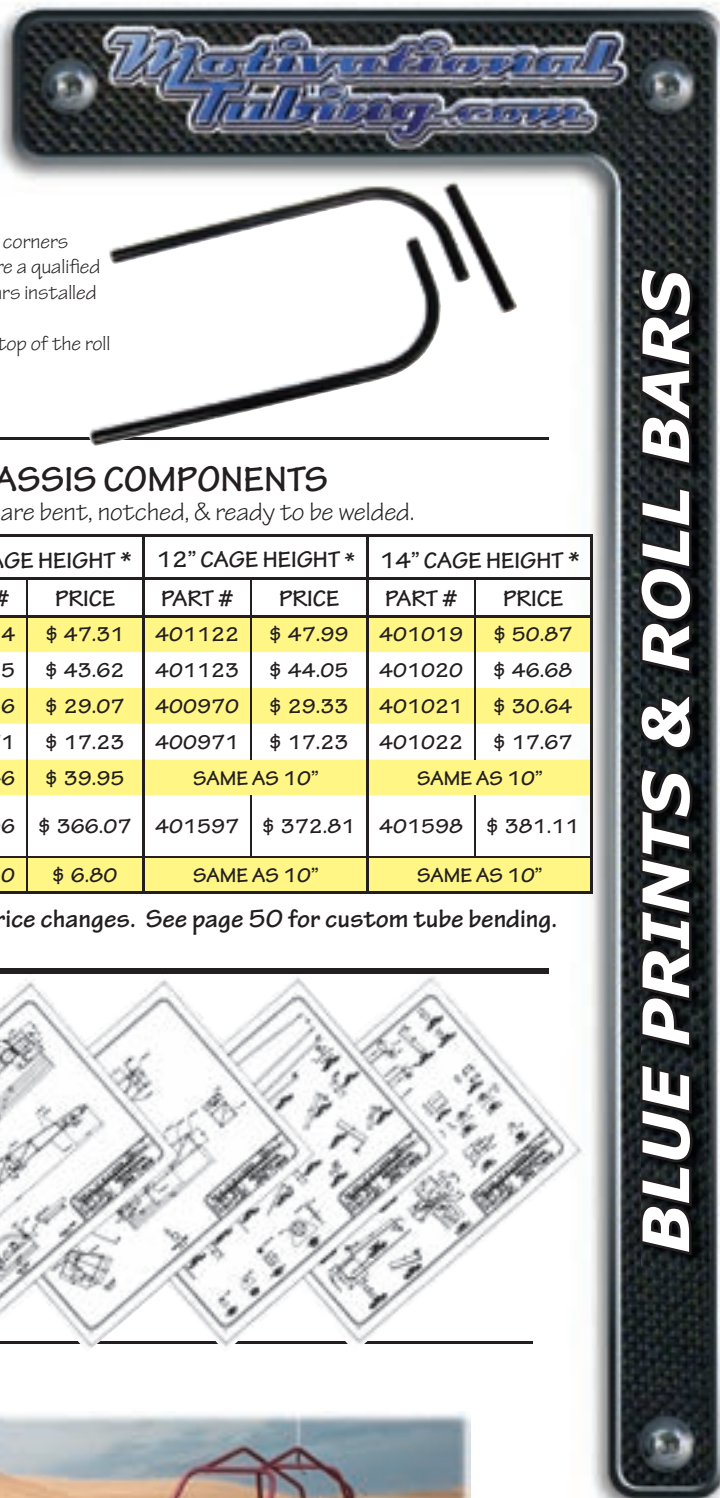 Motivational
Tubing.com
corners
re a qualified
rs installed
top of the roll
ASSIS COMPONENTS
are bent, notched, & ready to be welded.
AGE HEIGHT * 12" CAGE HEIGHT * 14" CAGE HEIGHT *
# PRICE PART # PRICE PART # PRICE
4 $ 47.31 401122 $ 47.99 401019 $ 50.87
5 $ 43.62 401123 $ 44.05 401020 $ 46.68
6 $ 29.07 400970 $ 29.33 401021 $ 30.64
1 $ 17.23 400971 $ 17.23 401022 $ 17.67
6 $ 39.95 SAME AS 10" SAME AS 10"
6 $ 366.07 401597 $ 372.81 401598 $ 381.11
0 $ 6.80 SAME AS 10" SAME AS 10"
rice changes. See page 50 for custom tube bending.
BLUE PRINTS & ROLL BARS